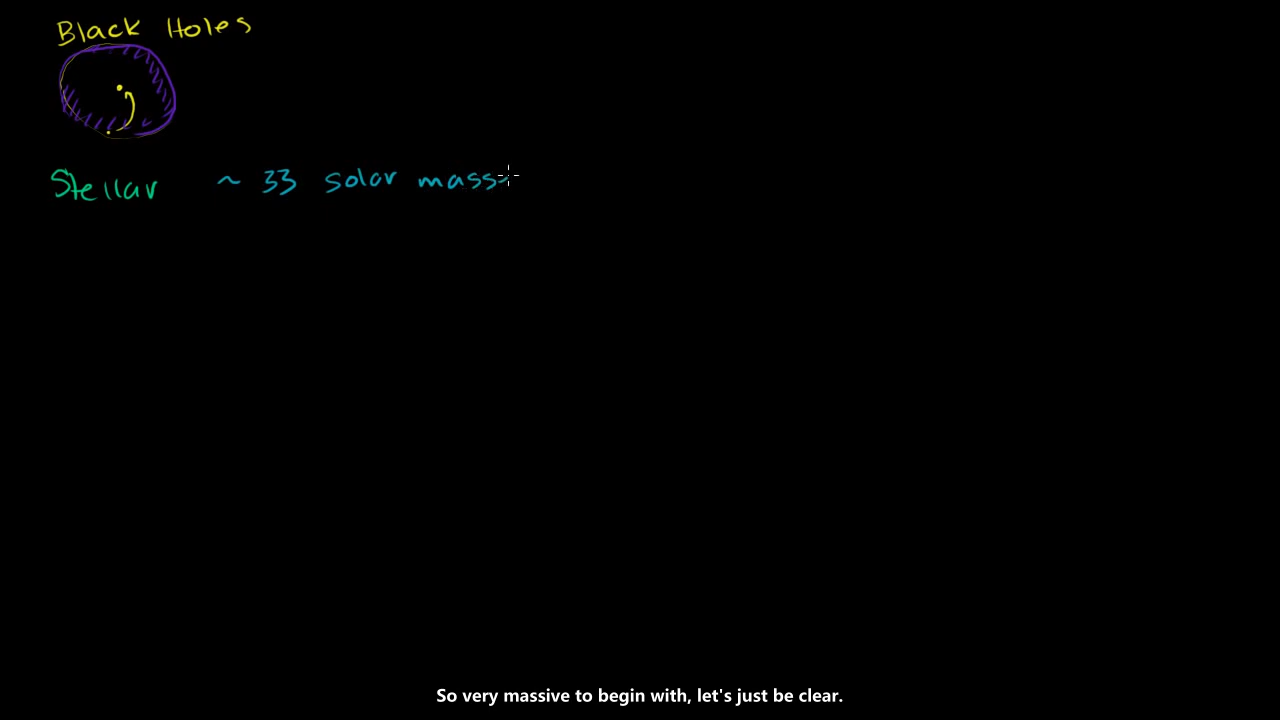 Black Holes
Stellar ~ 33 solar mass
So very massive to begin with, let's just be clear.